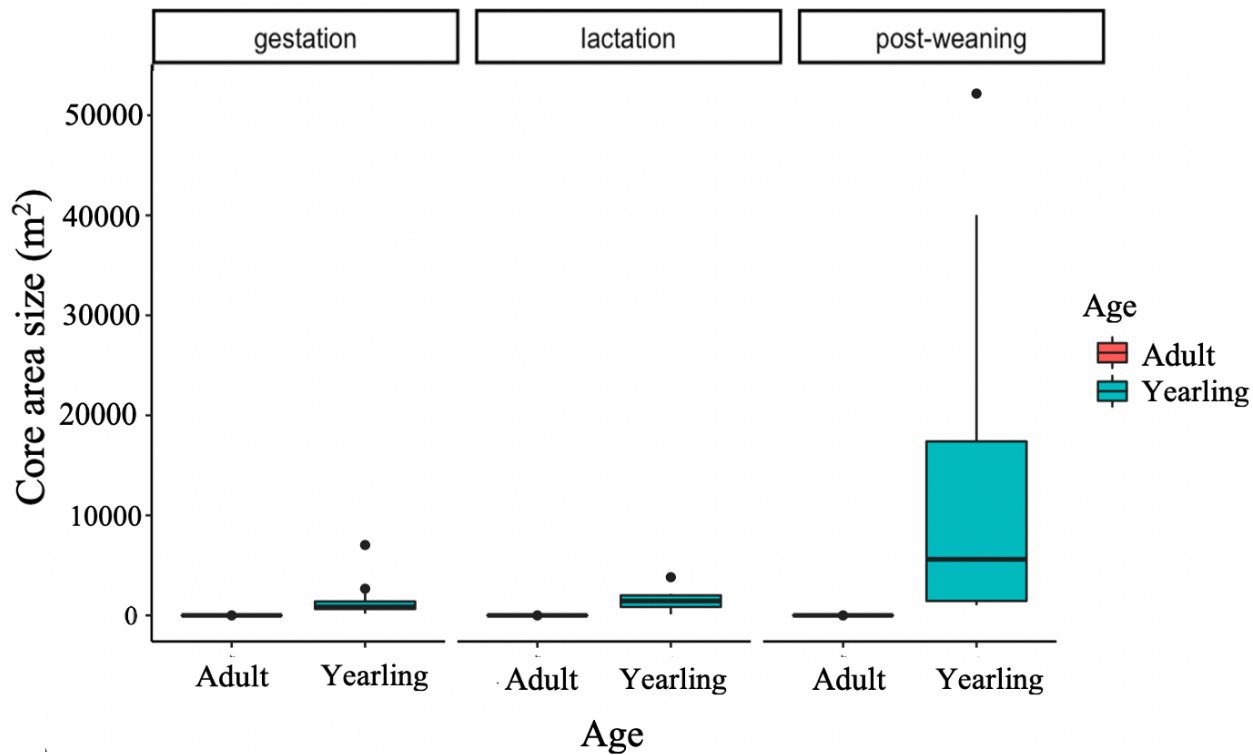 gestation lactation post-weaning
Core area size (m²)
50000
40000
30000
20000
10000
0
Adult Yearling Adult Yearling Adult Yearling
Age
Age
Adult
Yearling